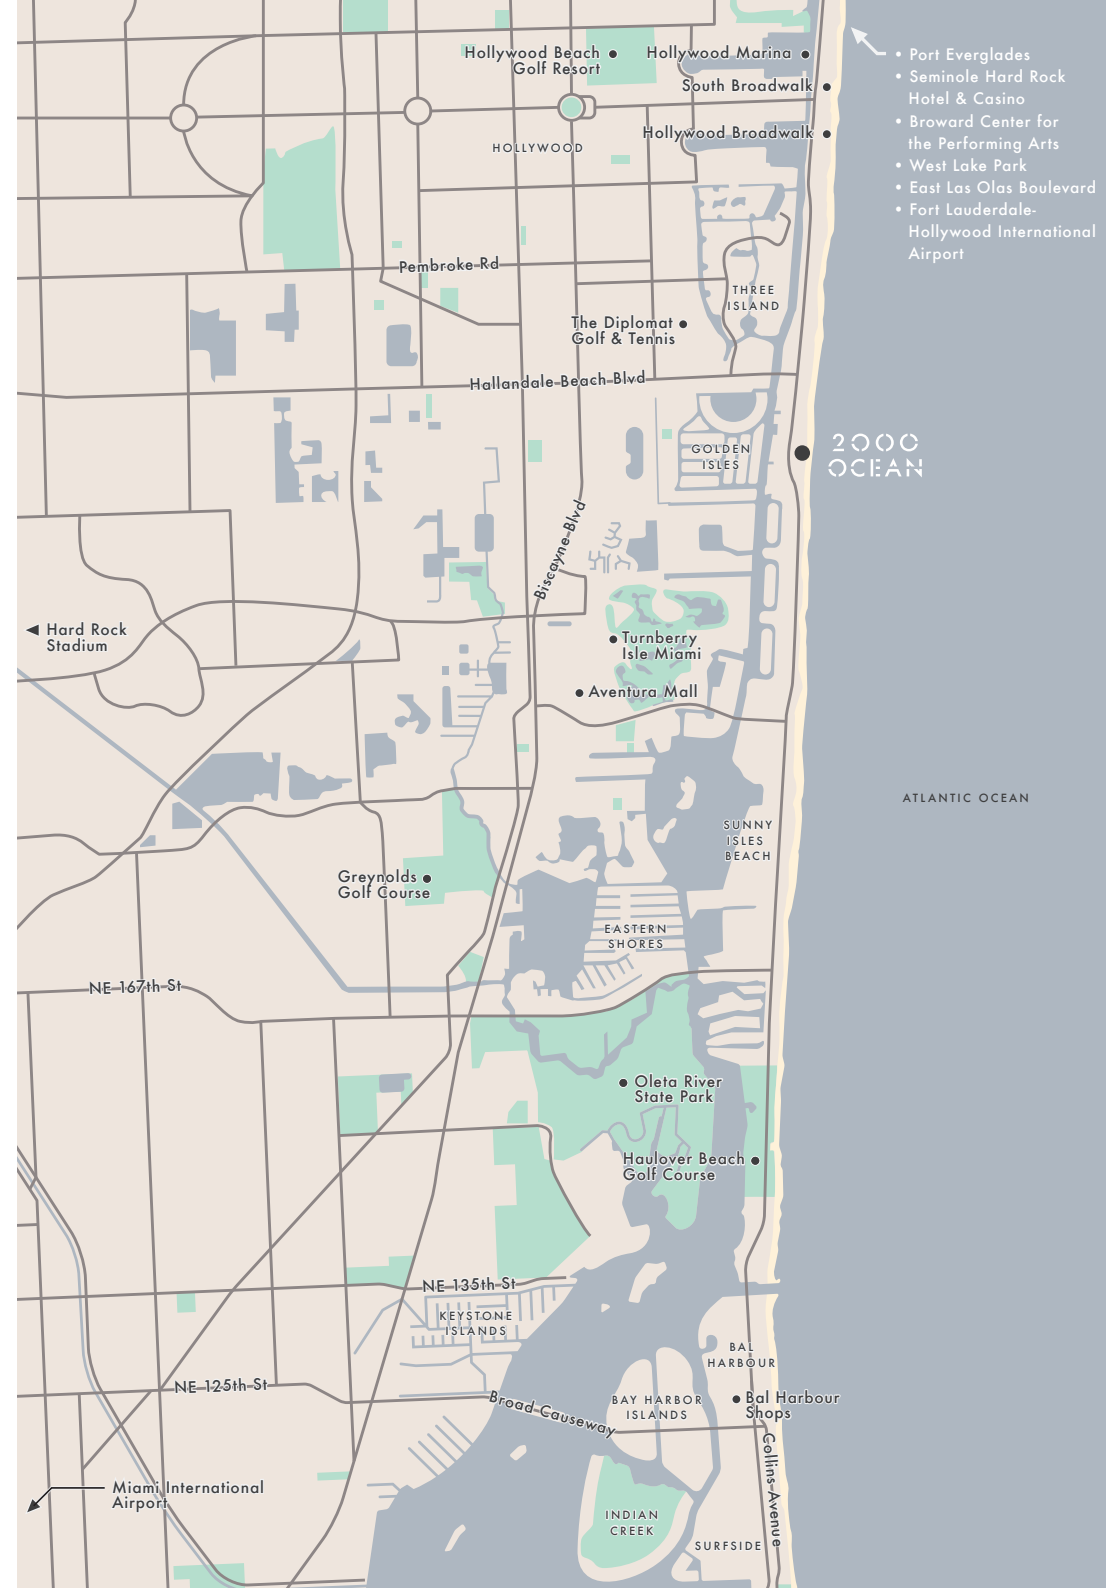 Hollywood Beach
Golf Resort
Hollywood Marina
South Broadwalk
Hollywood Broadwalk
HOLLYWOOD
• Port Everglades
• Seminole Hard Rock
Hotel & Casino
• Broward Center for
the Performing Arts
• West Lake Park
• East Las Olas Boulevard
• Fort Lauderdale-
Hollywood International
Airport
Pembroke Rd
THREE
ISLAND
The Diplomat
Golf & Tennis
Hallandale Beach Blvd
GOLDEN
ISLES
2000
OCEAN
Biscayne Blvd
Hard Rock
Stadium
Turnberry
Isle Miami
Aventura Mall
ATLANTIC OCEAN
SUNNY
ISLES
BEACH
Greynolds
Golf Course
EASTERN
SHORES
NE 167th St
Oleta River
State Park
Haulover Beach
Golf Course
NE 135th St
KEYSTONE
ISLANDS
BAL
HARBOUR
NE 125th St
Broad Causeway
BAY HARBOR
ISLANDS
Bal Harbour
Shops
Collins Avenue
Miami International
Airport
INDIAN
CREEK
SURFSIDE